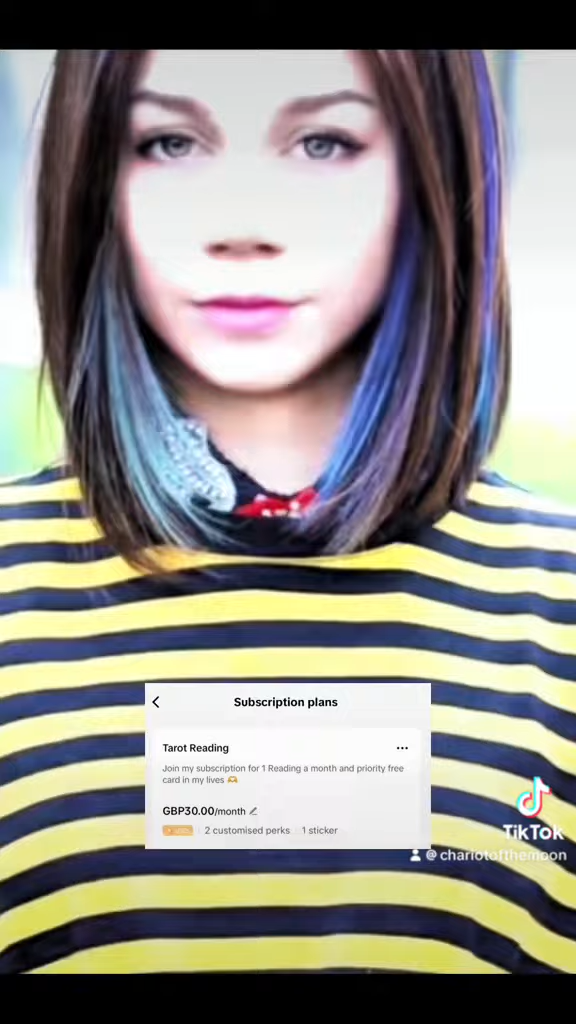 Subscription plans
Tarot Reading
Join my subscription for 1 Reading a month and priority free
card in my lives 🫶
GBP30.00/month
2 customised perks
1 sticker
TikTok
@chariotofthemoon